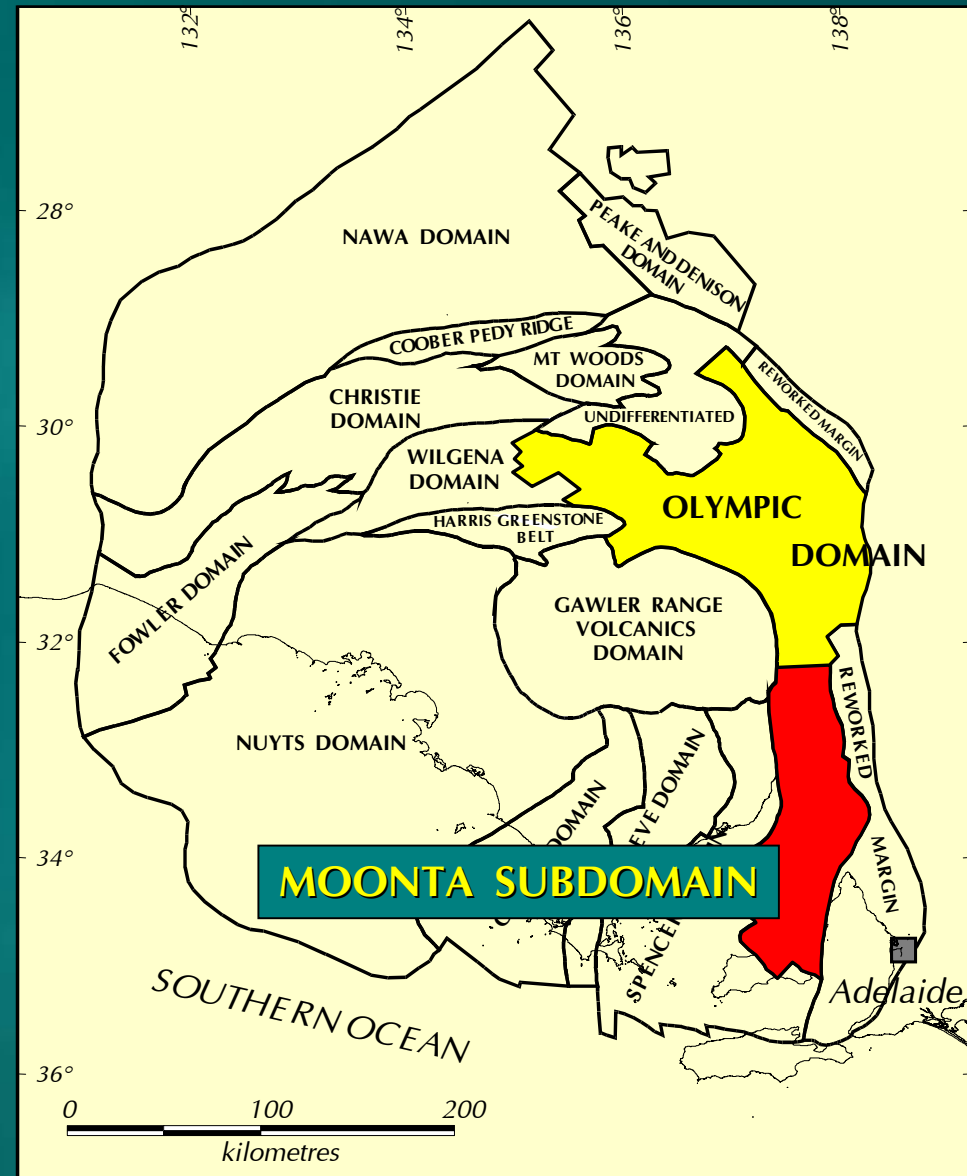 132°
134°
136°
138°
28°
NAWA DOMAIN
PEAKE AND DENISON
DOMAIN
COOBER PEDY RIDGE
MT WOODS
DOMAIN
REWORKED MARGIN
CHRISTIE
DOMAIN
UNDIFFERENTIATED
30°
WILGENA
DOMAIN
OLYMPIC
HARRIS GREENSTONE
BELT
DOMAIN
FOWLER DOMAIN
GAWLER RANGE
VOLCANICS
DOMAIN
32°
REWORKED
NUYTS DOMAIN
DOMAIN
EVE DOMAIN
34°
MARGIN
MOONTA SUBDOMAIN
SPENCER
SOUTHERN OCEAN
Adelaide
36°
0 100 200
kilometres